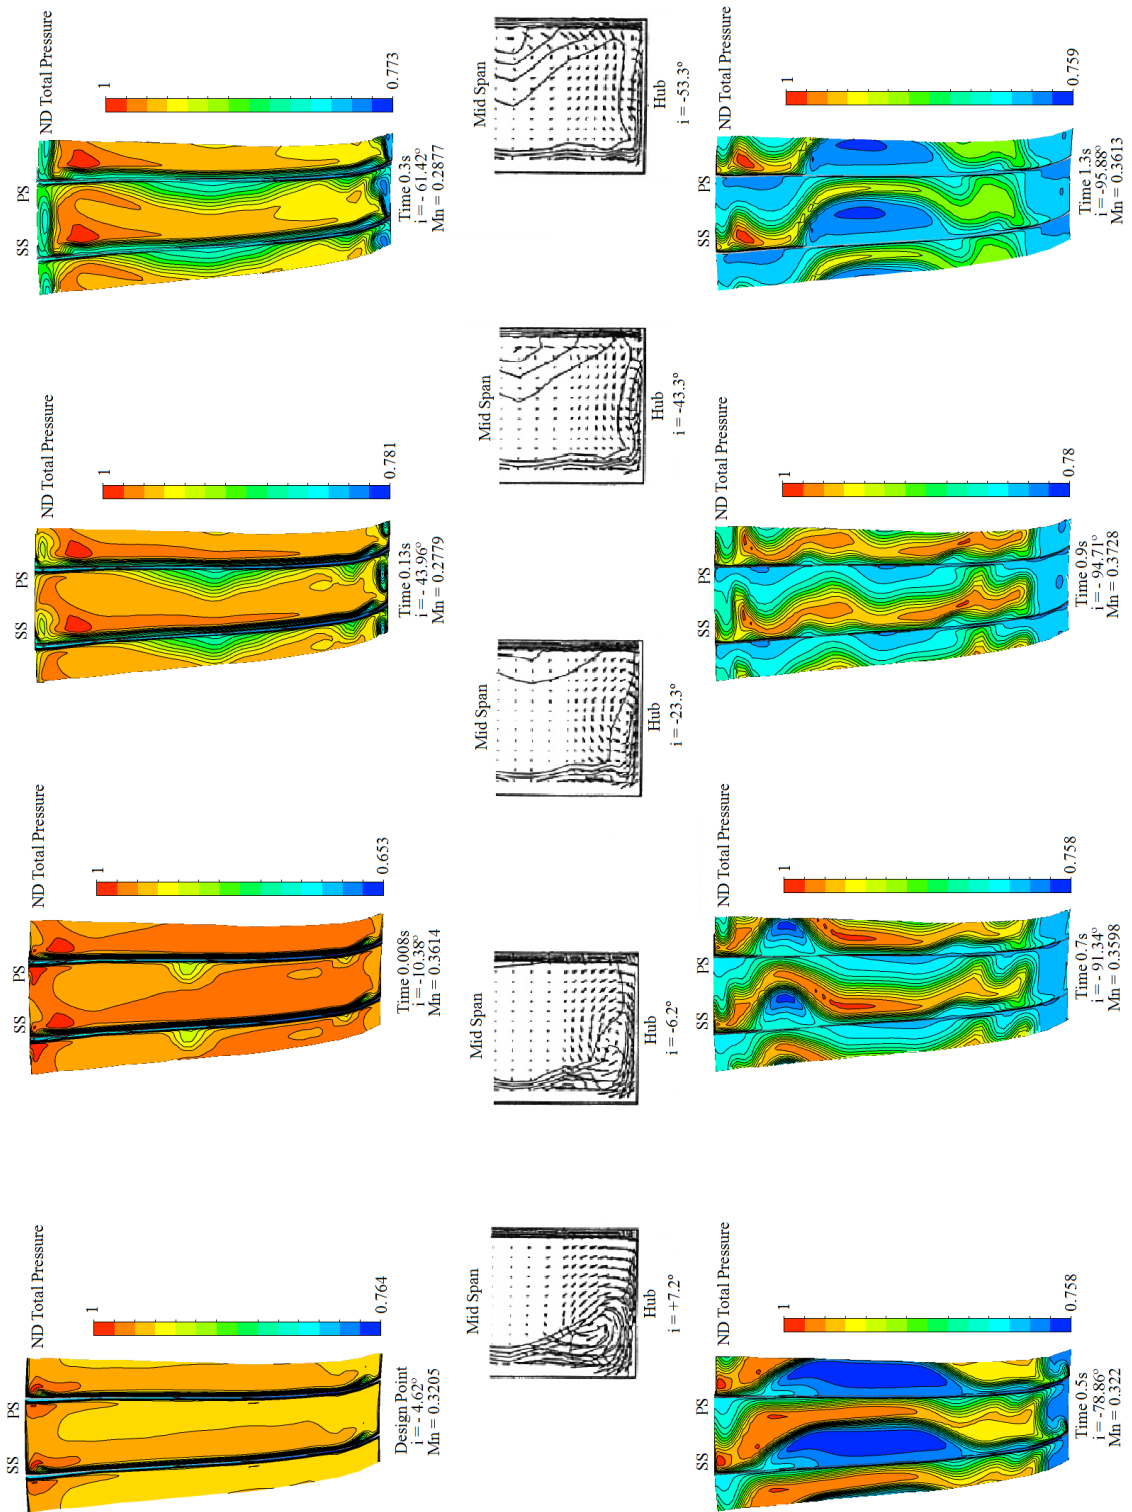 SS PS
ND Total Pressure
1
0.773
Time 0.3s
i = - 61.42°
Mn = 0.2877
Mid Span
Hub
i = -53.3°
SS PS
ND Total Pressure
1
0.759
Time 1.3s
i = -95.88°
Mn = 0.3613
SS PS
ND Total Pressure
1
0.781
Time 0.13s
i = - 43.96°
Mn = 0.2779
Mid Span
Hub
i = -43.3°
SS PS
ND Total Pressure
1
0.78
Time 0.9s
i = - 94.71°
Mn = 0.3728
Mid Span
Hub
i = -23.3°
SS PS
ND Total Pressure
1
0.653
Time 0.008s
i = -10.38°
Mn = 0.3614
Mid Span
Hub
i = -6.2°
SS PS
ND Total Pressure
1
0.758
Time 0.7s
i = - 91.34°
Mn = 0.3598
SS PS
ND Total Pressure
1
0.764
Design Point
i = - 4.62°
Mn = 0.3205
Mid Span
Hub
i = +7.2°
SS PS
ND Total Pressure
1
0.758
Time 0.5s
i = -78.86°
Mn = 0.322